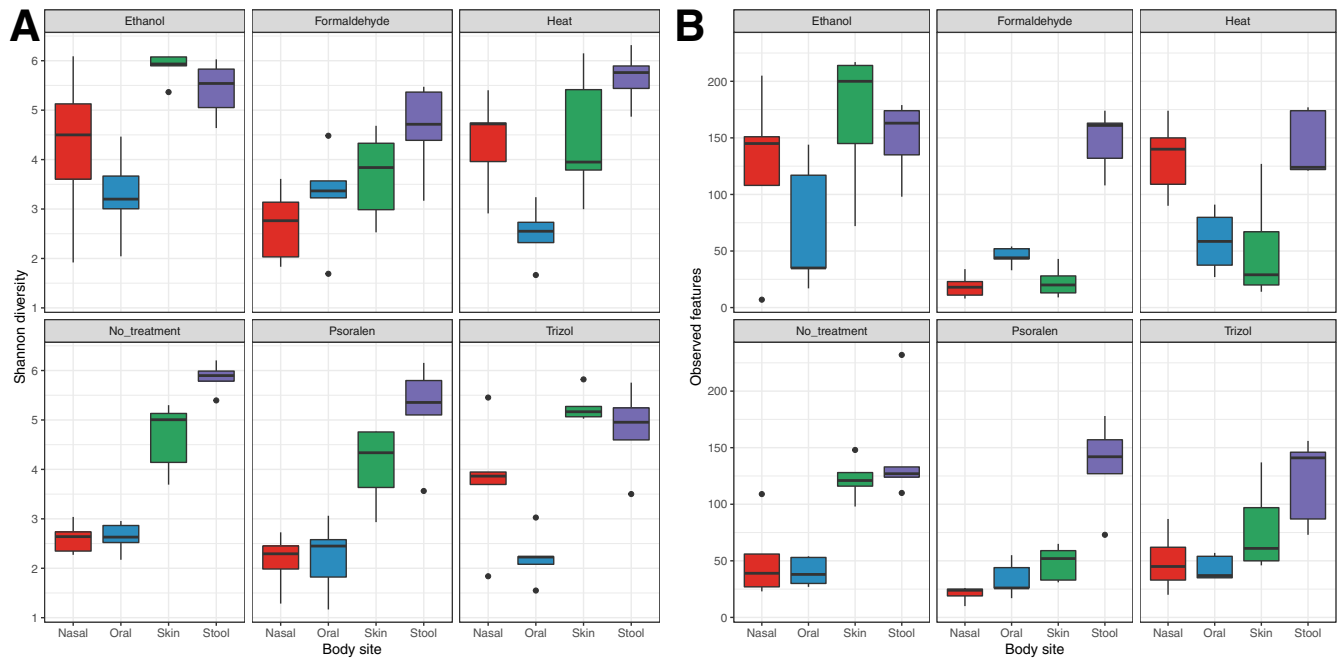 A
Ethanol Formaldehyde Heat
6
5
4
3
2
1
No_treatment Psoralen Trizol
6
5
4
3
2
1
Shannon diversity
Nasal Oral Skin Stool Nasal Oral Skin Stool Nasal Oral Skin Stool
Body site
B
Ethanol Formaldehyde Heat
200
150
100
50
0
No_treatment Psoralen Trizol
200
150
100
50
0
Observed features
Nasal Oral Skin Stool Nasal Oral Skin Stool Nasal Oral Skin Stool
Body site